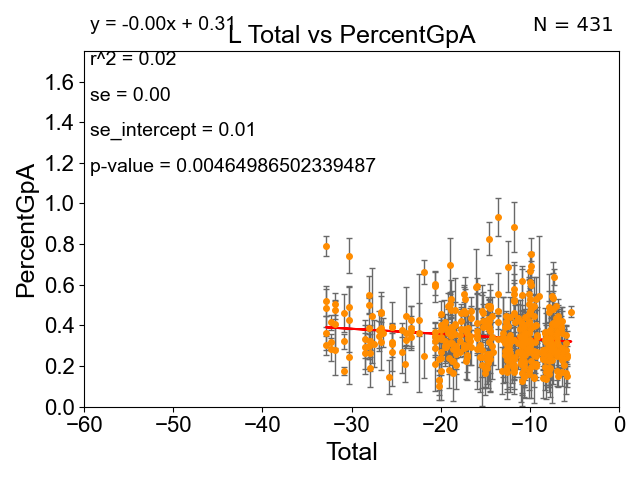 y = -0.00x + 0.31
N = 431
L Total vs PercentGpA
r^2 = 0.02
se = 0.00
se_intercept = 0.01
p-value = 0.00464986502339487
PercentGpA
1.6
1.4
1.2
1.0
0.8
0.6
0.4
0.2
0.0
−60 −50 −40 −30 −20 −10 0
Total